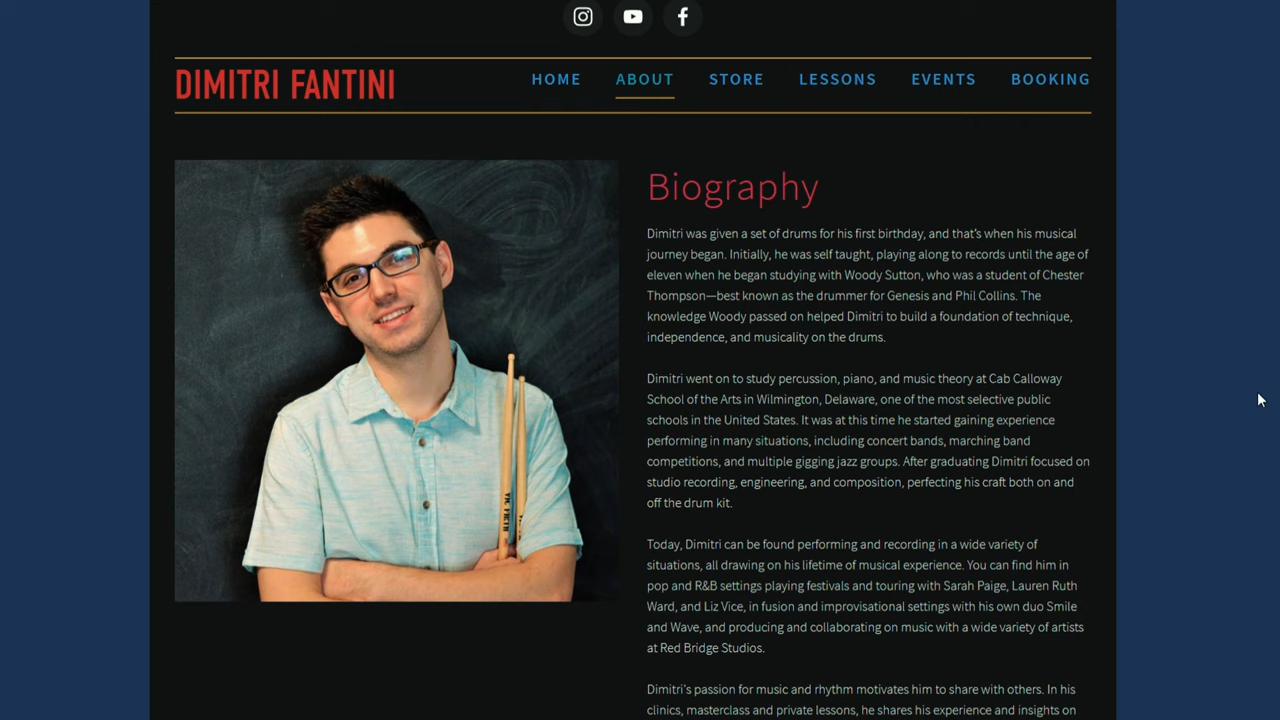 DIMITRI FANTINI
HOME ABOUT STORE LESSONS EVENTS BOOKING
Biography
Dimitri was given a set of drums for his first birthday, and that's when his musical
journey began. Initially, he was self taught, playing along to records until the age of
eleven when he began studying with Woody Sutton, who was a student of Chester
Thompson—best known as the drummer for Genesis and Phil Collins. The
knowledge Woody passed on helped Dimitri to build a foundation of technique,
independence, and musicality on the drums.
Dimitri went on to study percussion, piano, and music theory at Cab Calloway
School of the Arts in Wilmington, Delaware, one of the most selective public
schools in the United States. It was at this time he started gaining experience
performing in many situations, including concert bands, marching band
competitions, and multiple gigging jazz groups. After graduating Dimitri focused on
studio recording, engineering, and composition, perfecting his craft both on and
off the drum kit.
Today, Dimitri can be found performing and recording in a wide variety of
situations, all drawing on his lifetime of musical experience. You can find him in
pop and R&B settings playing festivals and touring with Sarah Paige, Lauren Ruth
Ward, and Liz Vice, in fusion and improvisational settings with his own duo Smile
and Wave, and producing and collaborating on music with a wide variety of artists
at Red Bridge Studios.
Dimitri's passion for music and rhythm motivates him to share with others. In his
clinics, masterclass and private lessons, he shares his experience and insights on